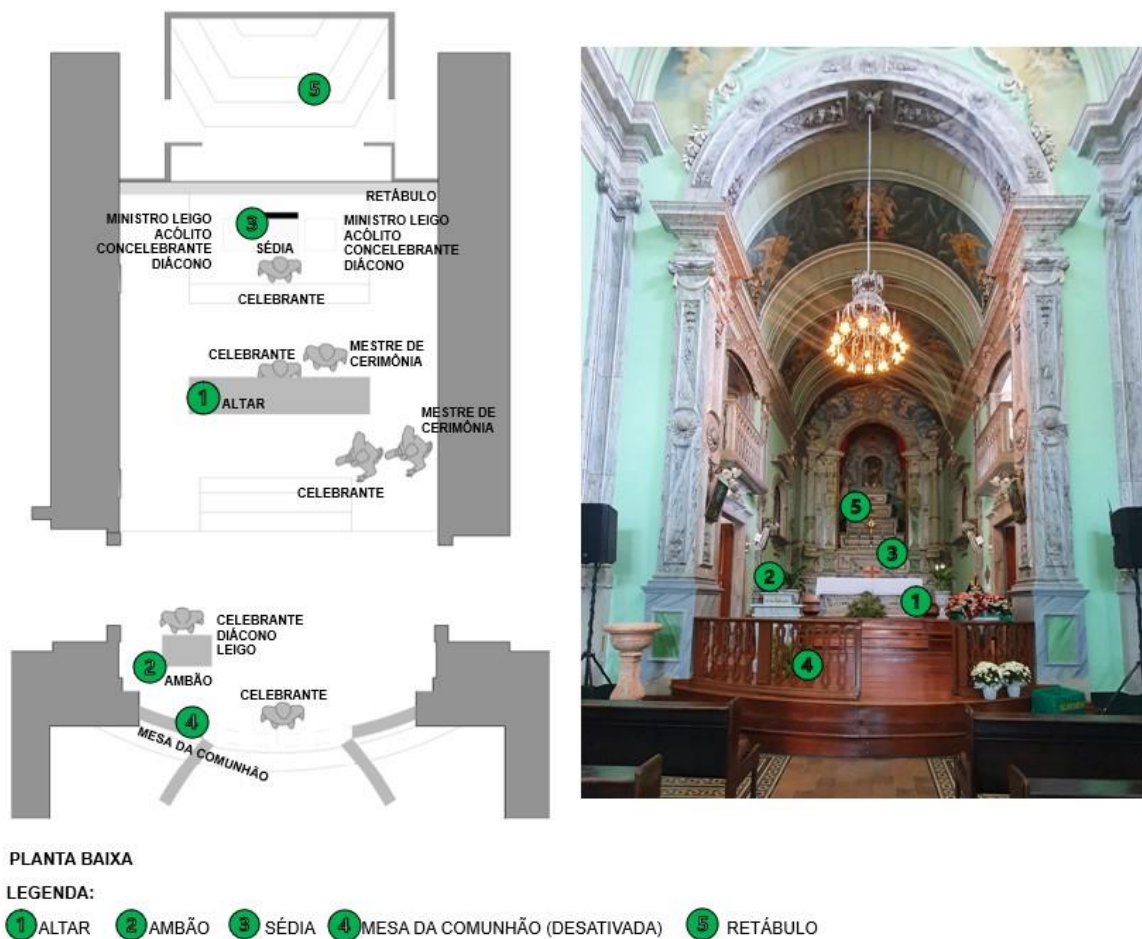 5
RETÁBULO
MINISTRO LEIGO
ACÓLITO
CONCELEBRANTE
DIÁCONO
3
SÉDIA
MINISTRO LEIGO
ACÓLITO
CONCELEBRANTE
DIÁCONO
CELEBRANTE
CELEBRANTE
MESTRE DE
CERIMÔNIA
1 ALTAR
MESTRE DE
CERIMÔNIA
CELEBRANTE
CELEBRANTE
DIÁCONO
LEIGO
2 AMBÃO
CELEBRANTE
4
MESA DA COMUNHÃO
5
3
2
1
4
PLANTA BAIXA
LEGENDA:
1 ALTAR 2 AMBÃO 3 SÉDIA 4 MESA DA COMUNHÃO (DESATIVADA) 5 RETÁBULO